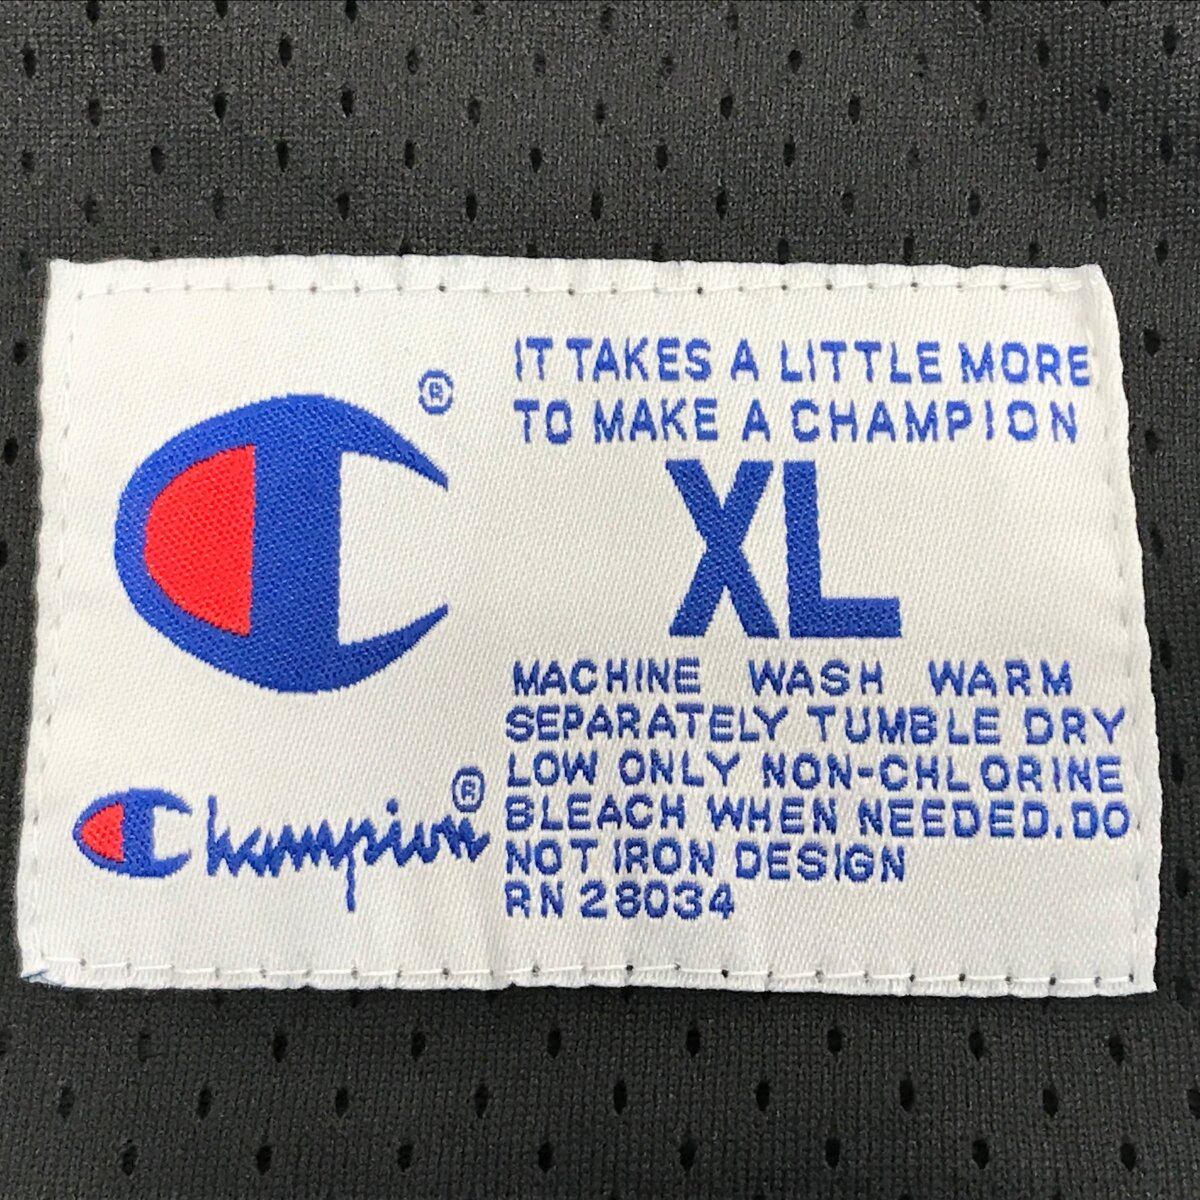 IT TAKES A LITTLE MORE
TO MAKE A CHAMPION
XL
MACHINE WASH WARM
SEPARATELY TUMBLE DRY
LOW ONLY NON-CHLORINE
BLEACH WHEN NEEDED.DO
NOT IRON DESIGN
RN 28034
®
Champion ®